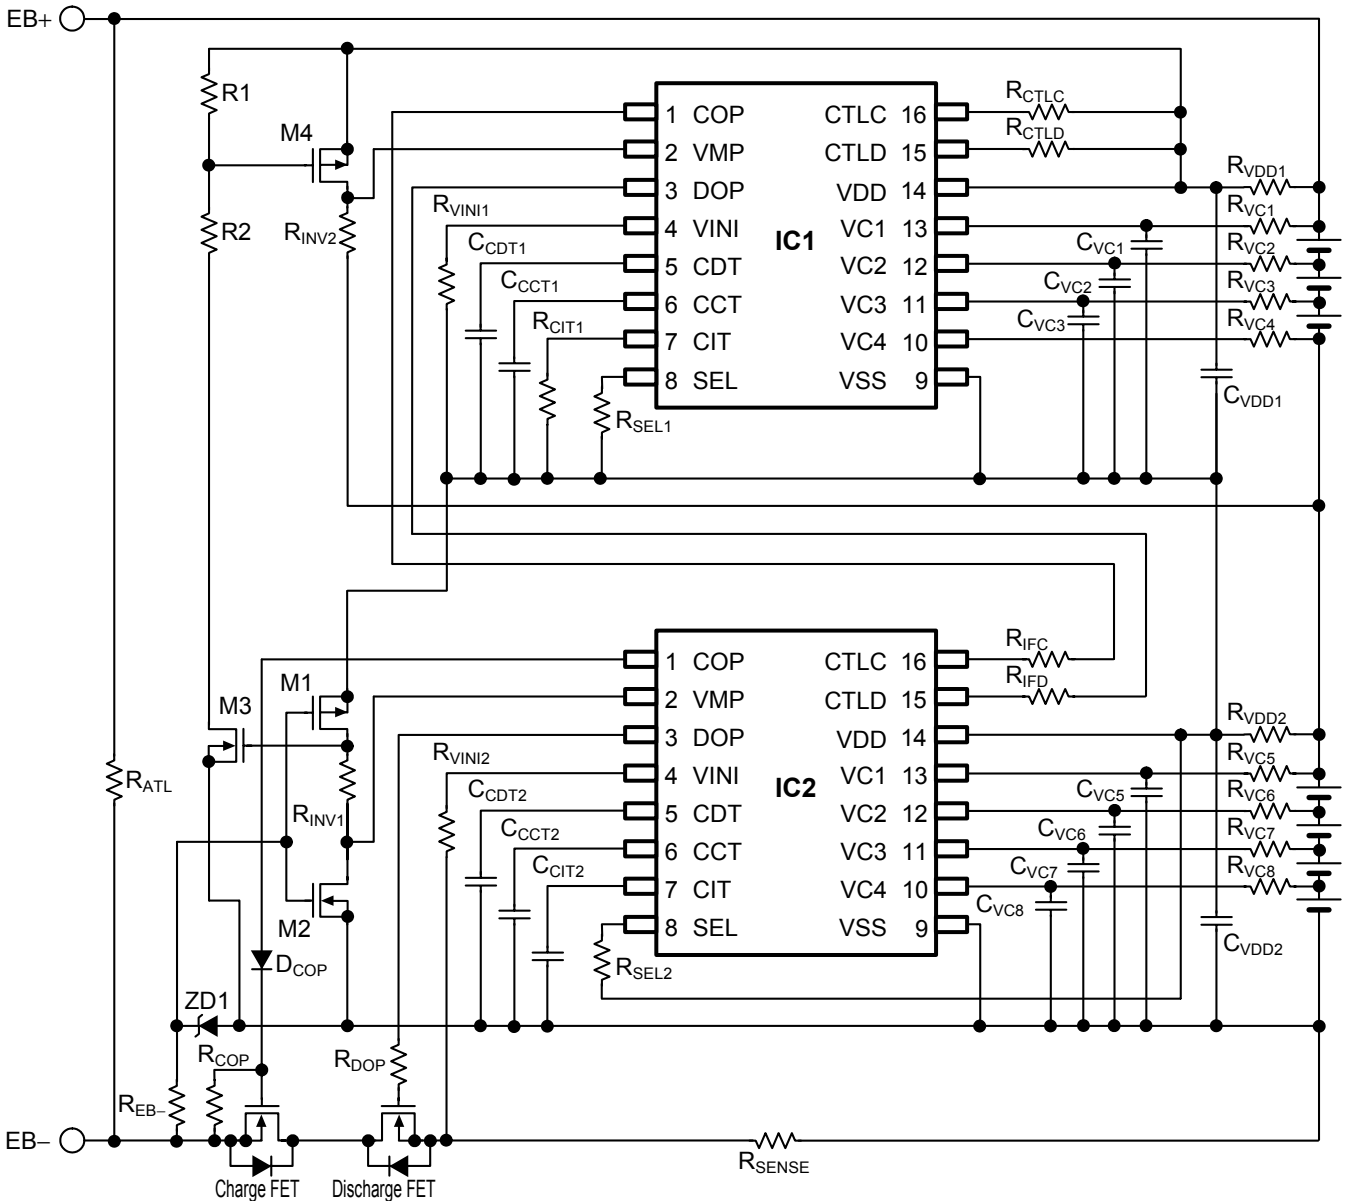 EB+
R1
M4
R2
RINV2
RVINI1
CCDT1
CCCT1
RCIT1
RSEL1
1 COP
2 VMP
3 DOP
4 VINI
5 CDT
6 CCT
7 CIT
8 SEL
IC1
CTLC 16
CTLD 15
VDD 14
VC1 13
VC2 12
VC3 11
VC4 10
VSS 9
RCTLC
RCTLD
RVDD1
RVC1
RVC2
RVC3
RVC4
CVC1
CVC2
CVC3
CVDD1
RATL
M3
M1
RINV1
M2
DCOP
ZD1
RVINI2
CCDT2
CCCT2
CCIT2
RSEL2
1 COP
2 VMP
3 DOP
4 VINI
5 CDT
6 CCT
7 CIT
8 SEL
IC2
CTLC 16
CTLD 15
VDD 14
VC1 13
VC2 12
VC3 11
VC4 10
VSS 9
RIFC
RIFD
RVDD2
RVC5
RVC6
RVC7
RVC8
CVC5
CVC6
CVC7
CVC8
CVDD2
RCOP
RDOP
REB−
EB−
RSENSE
Charge FET
Discharge FET